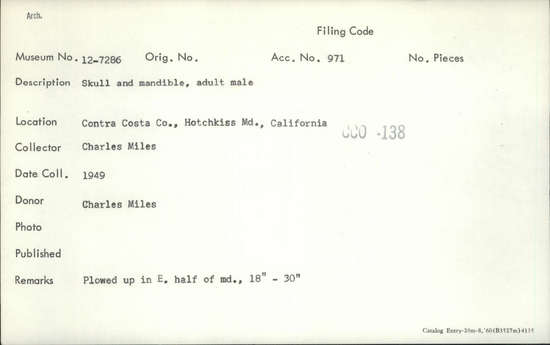 Arch.
Filing Code
Museum No. 12-7286 Orig. No. Acc. No. 971 No. Pieces
Description Skull and mandible, adult male
Location Contra Costa Co., Hotchkiss Md., California CCO -138
Collector Charles Miles
Date Coll. 1949
Donor Charles Miles
Photo
Published
Remarks Plowed up in E. half of md., 18" - 30"